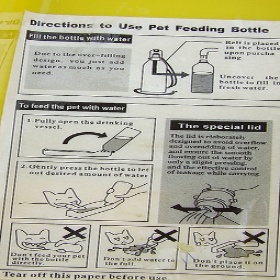 Directions to Use Pet Feeding Bottle
Fill the bottle with water
Due to the over-filling
design, you just add
water as much as you
need.
Belt is placed
in the bottle
upon purcha
sing
Uncover the
bottle to fill in
fresh water.
To feed the pet with water
1. Fully open the drinking
vessel.
2. Gently press the bottle to let
out desired amount of water
The special lid
The lid is elaborately
designed to avoid overflow
and overadding of water,
and ensure the smooth
flowing out of water by
only a slight pressing,
and the effective control
of leakage while carrying.
Don't feed your pet
with the bottle
directly.
Don't add water to
the full.
Don't place it on
the ground.
Tear off this paper before use